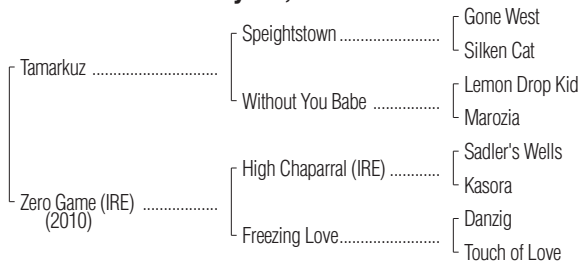 Gone West
Speightstown
Silken Cat
Tamarkuz
Lemon Drop Kid
Without You Babe
Marozia
Sadler's Wells
High Chaparral (IRE)
Kasora
Zero Game (IRE)
(2010)
Danzig
Freezing Love
Touch of Love